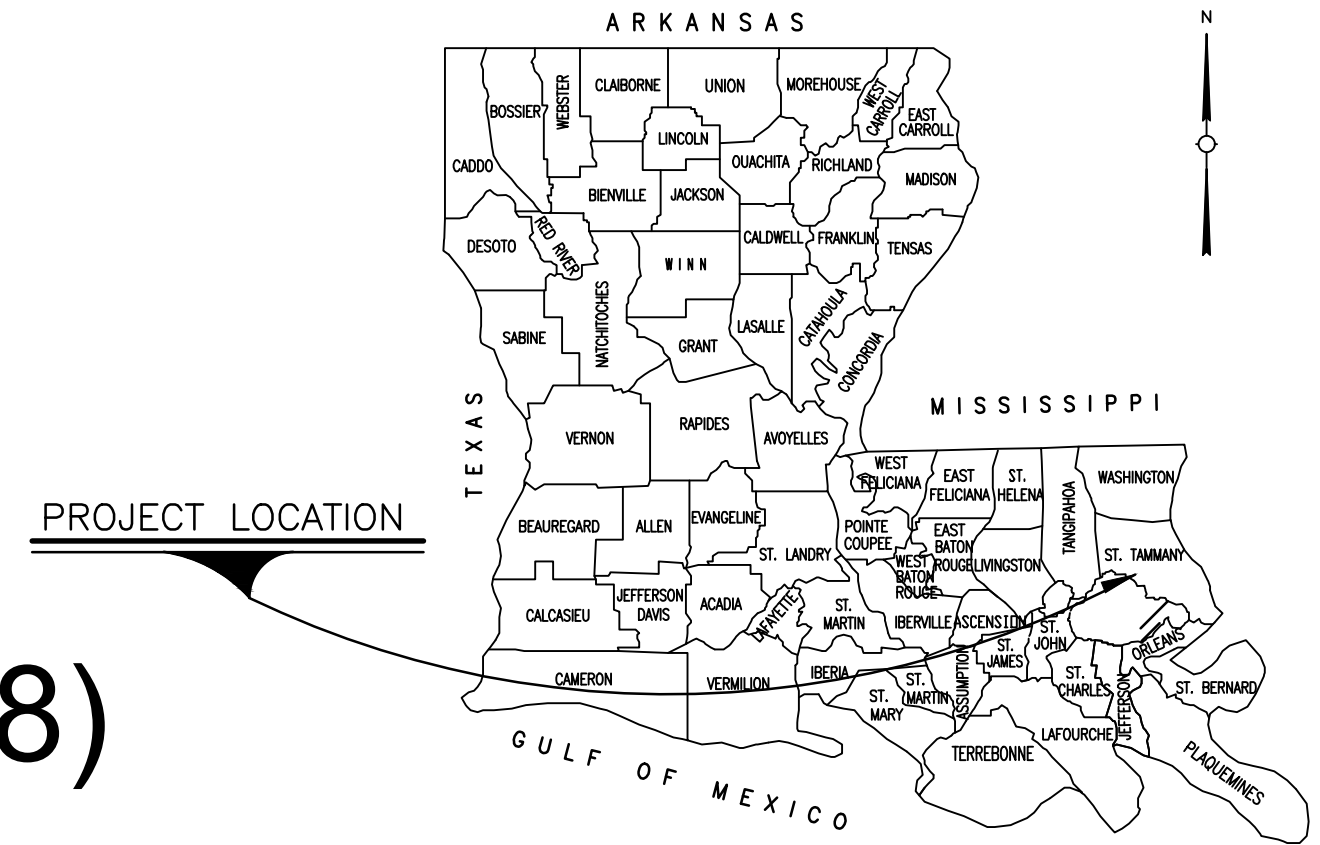 ARKANSAS
N
CLAIBORNE
UNION
MOREHOUSE
WEST
CARROLL
WEBSTER
BOSSIER
EAST
CARROLL
LINCOLN
CADDO
OUACHITA
RICHLAND
MADISON
BIENVILLE
JACKSON
RED RIVER
DESOTO
CALDWELL
FRANKLIN
TENSAS
WINN
NATCHITOCHES
CATAHOULA
SABINE
LASALLE
GRANT
CONCORDIA
TEXAS
MISSISSIPPI
VERNON
RAPIDES
AVOYELLES
WEST
FELICIANA
EAST
FELICIANA
ST.
HELENA
TANGIPAHOA
WASHINGTON
PROJECT LOCATION
BEAUREGARD
ALLEN
EVANGELINE
POINTE
COUPEE
EAST
BATON
ROUGE
LIVINGSTON
ST. TAMMANY
ST. LANDRY
WEST
BATON
ROUGE
CALCASIEU
JEFFERSON
DAVIS
ACADIA
LAFAYETTE
ST.
MARTIN
IBERVILLE
ASCENSION
ST.
JOHN
ST.
JAMES
ORLEANS
CAMERON
VERMILION
IBERIA
ST.
MARTIN
ASSUMPTION
ST.
CHARLES
JEFFERSON
ST. BERNARD
ST.
MARY
8)
LAFOURCHE
TERREBONNE
PLAQUEMINES
GULF OF MEXICO